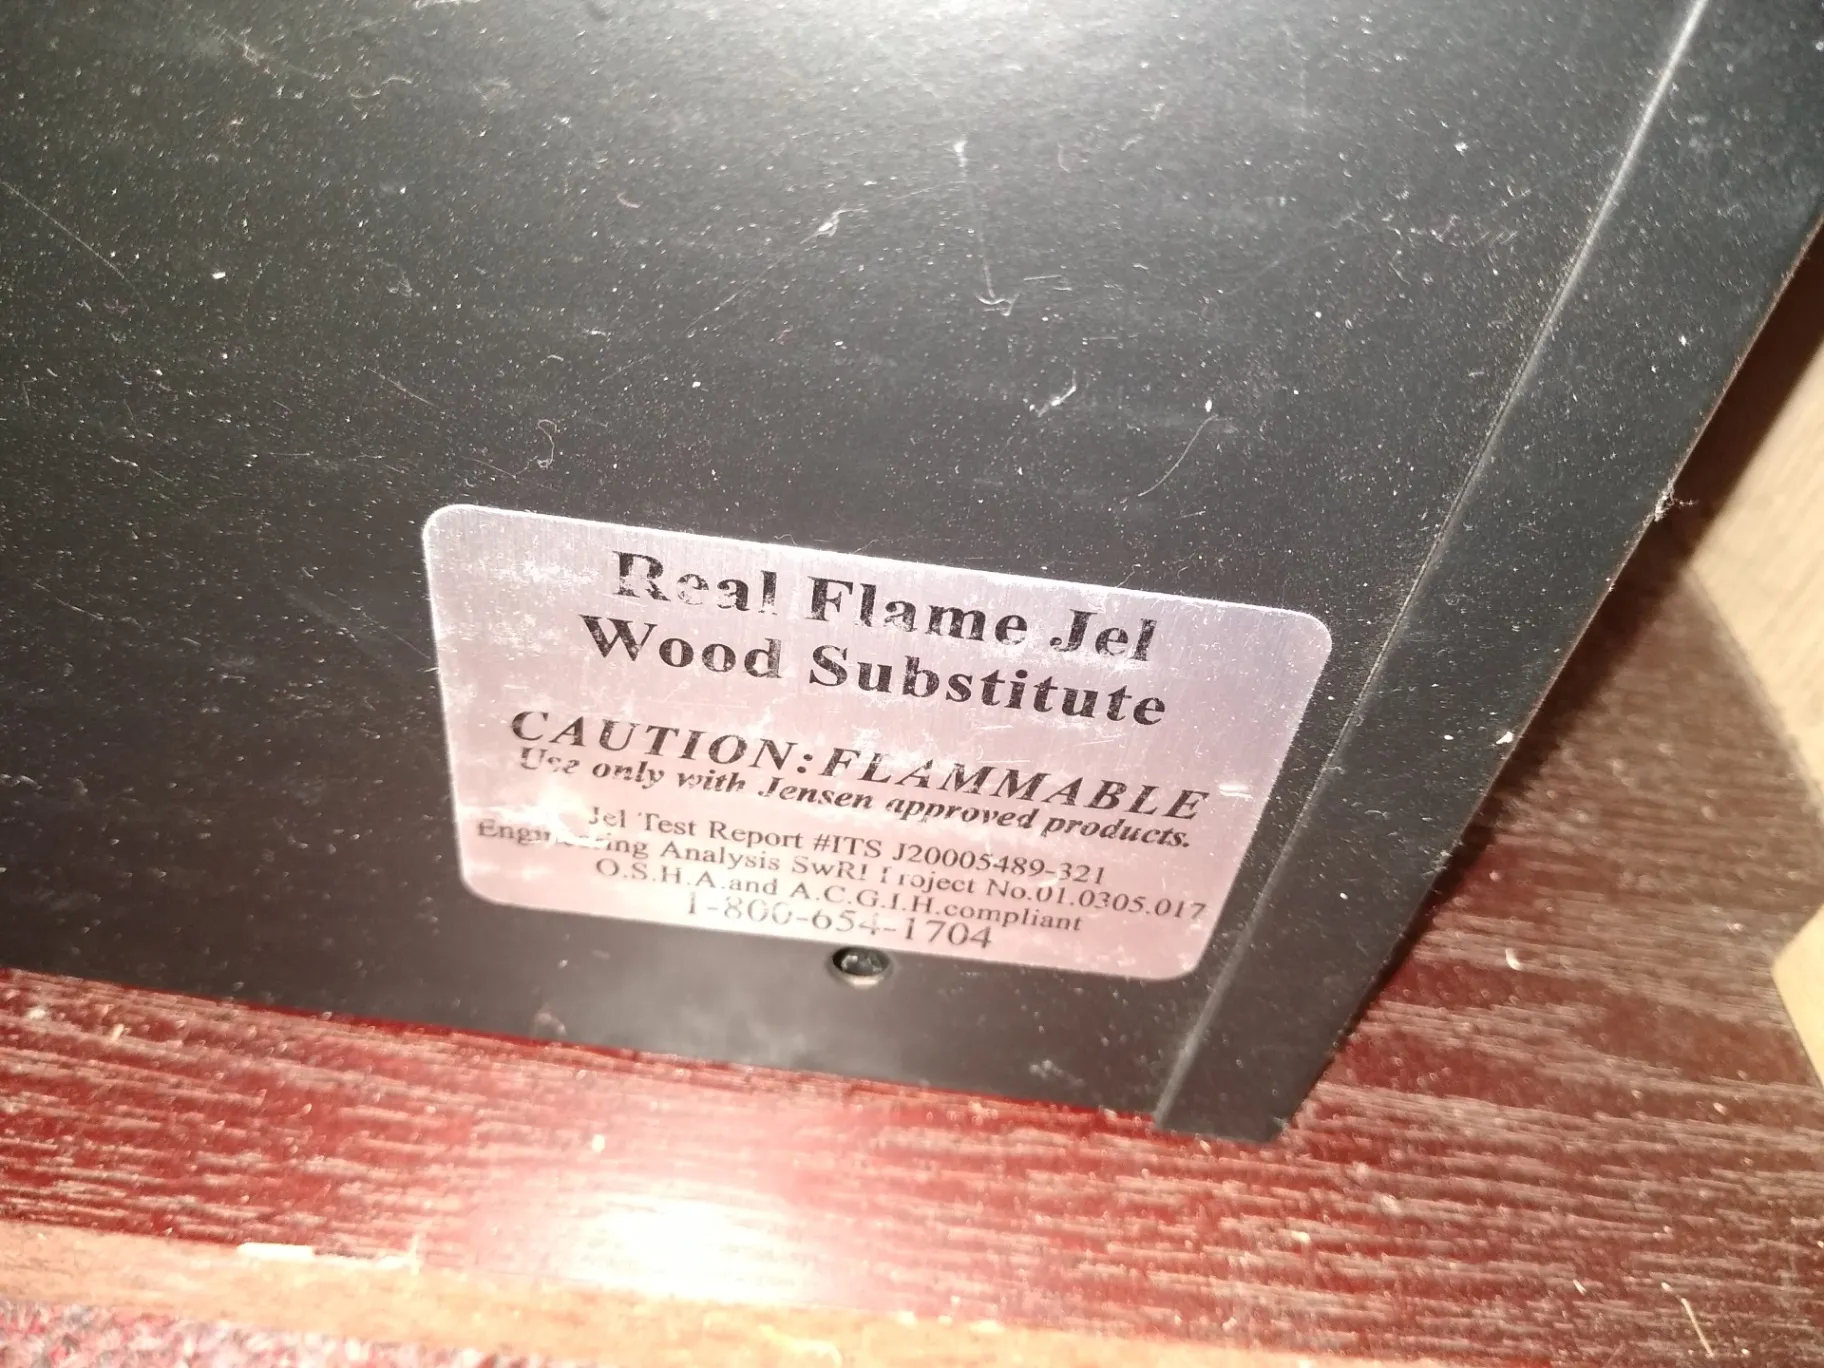 Real Flame Jel
Wood Substitute
CAUTION: FLAMMABLE
Use only with Jensen approved products.
Jel Test Report #ITS J20005489-321
Engineering Analysis SwRI Project No.01.0305.017
O.S.H.A.and A.C.G.I.H.compliant
1-800-654-1704